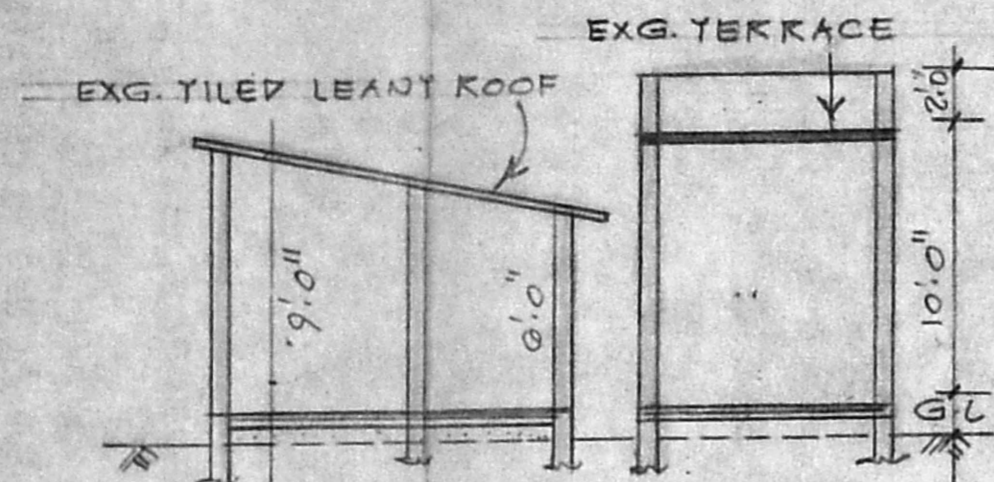 EXG. TERRACE
EXG. TILED LEANT ROOF
2'.0"
9'.0"
8'.0"
10'.0"
G L